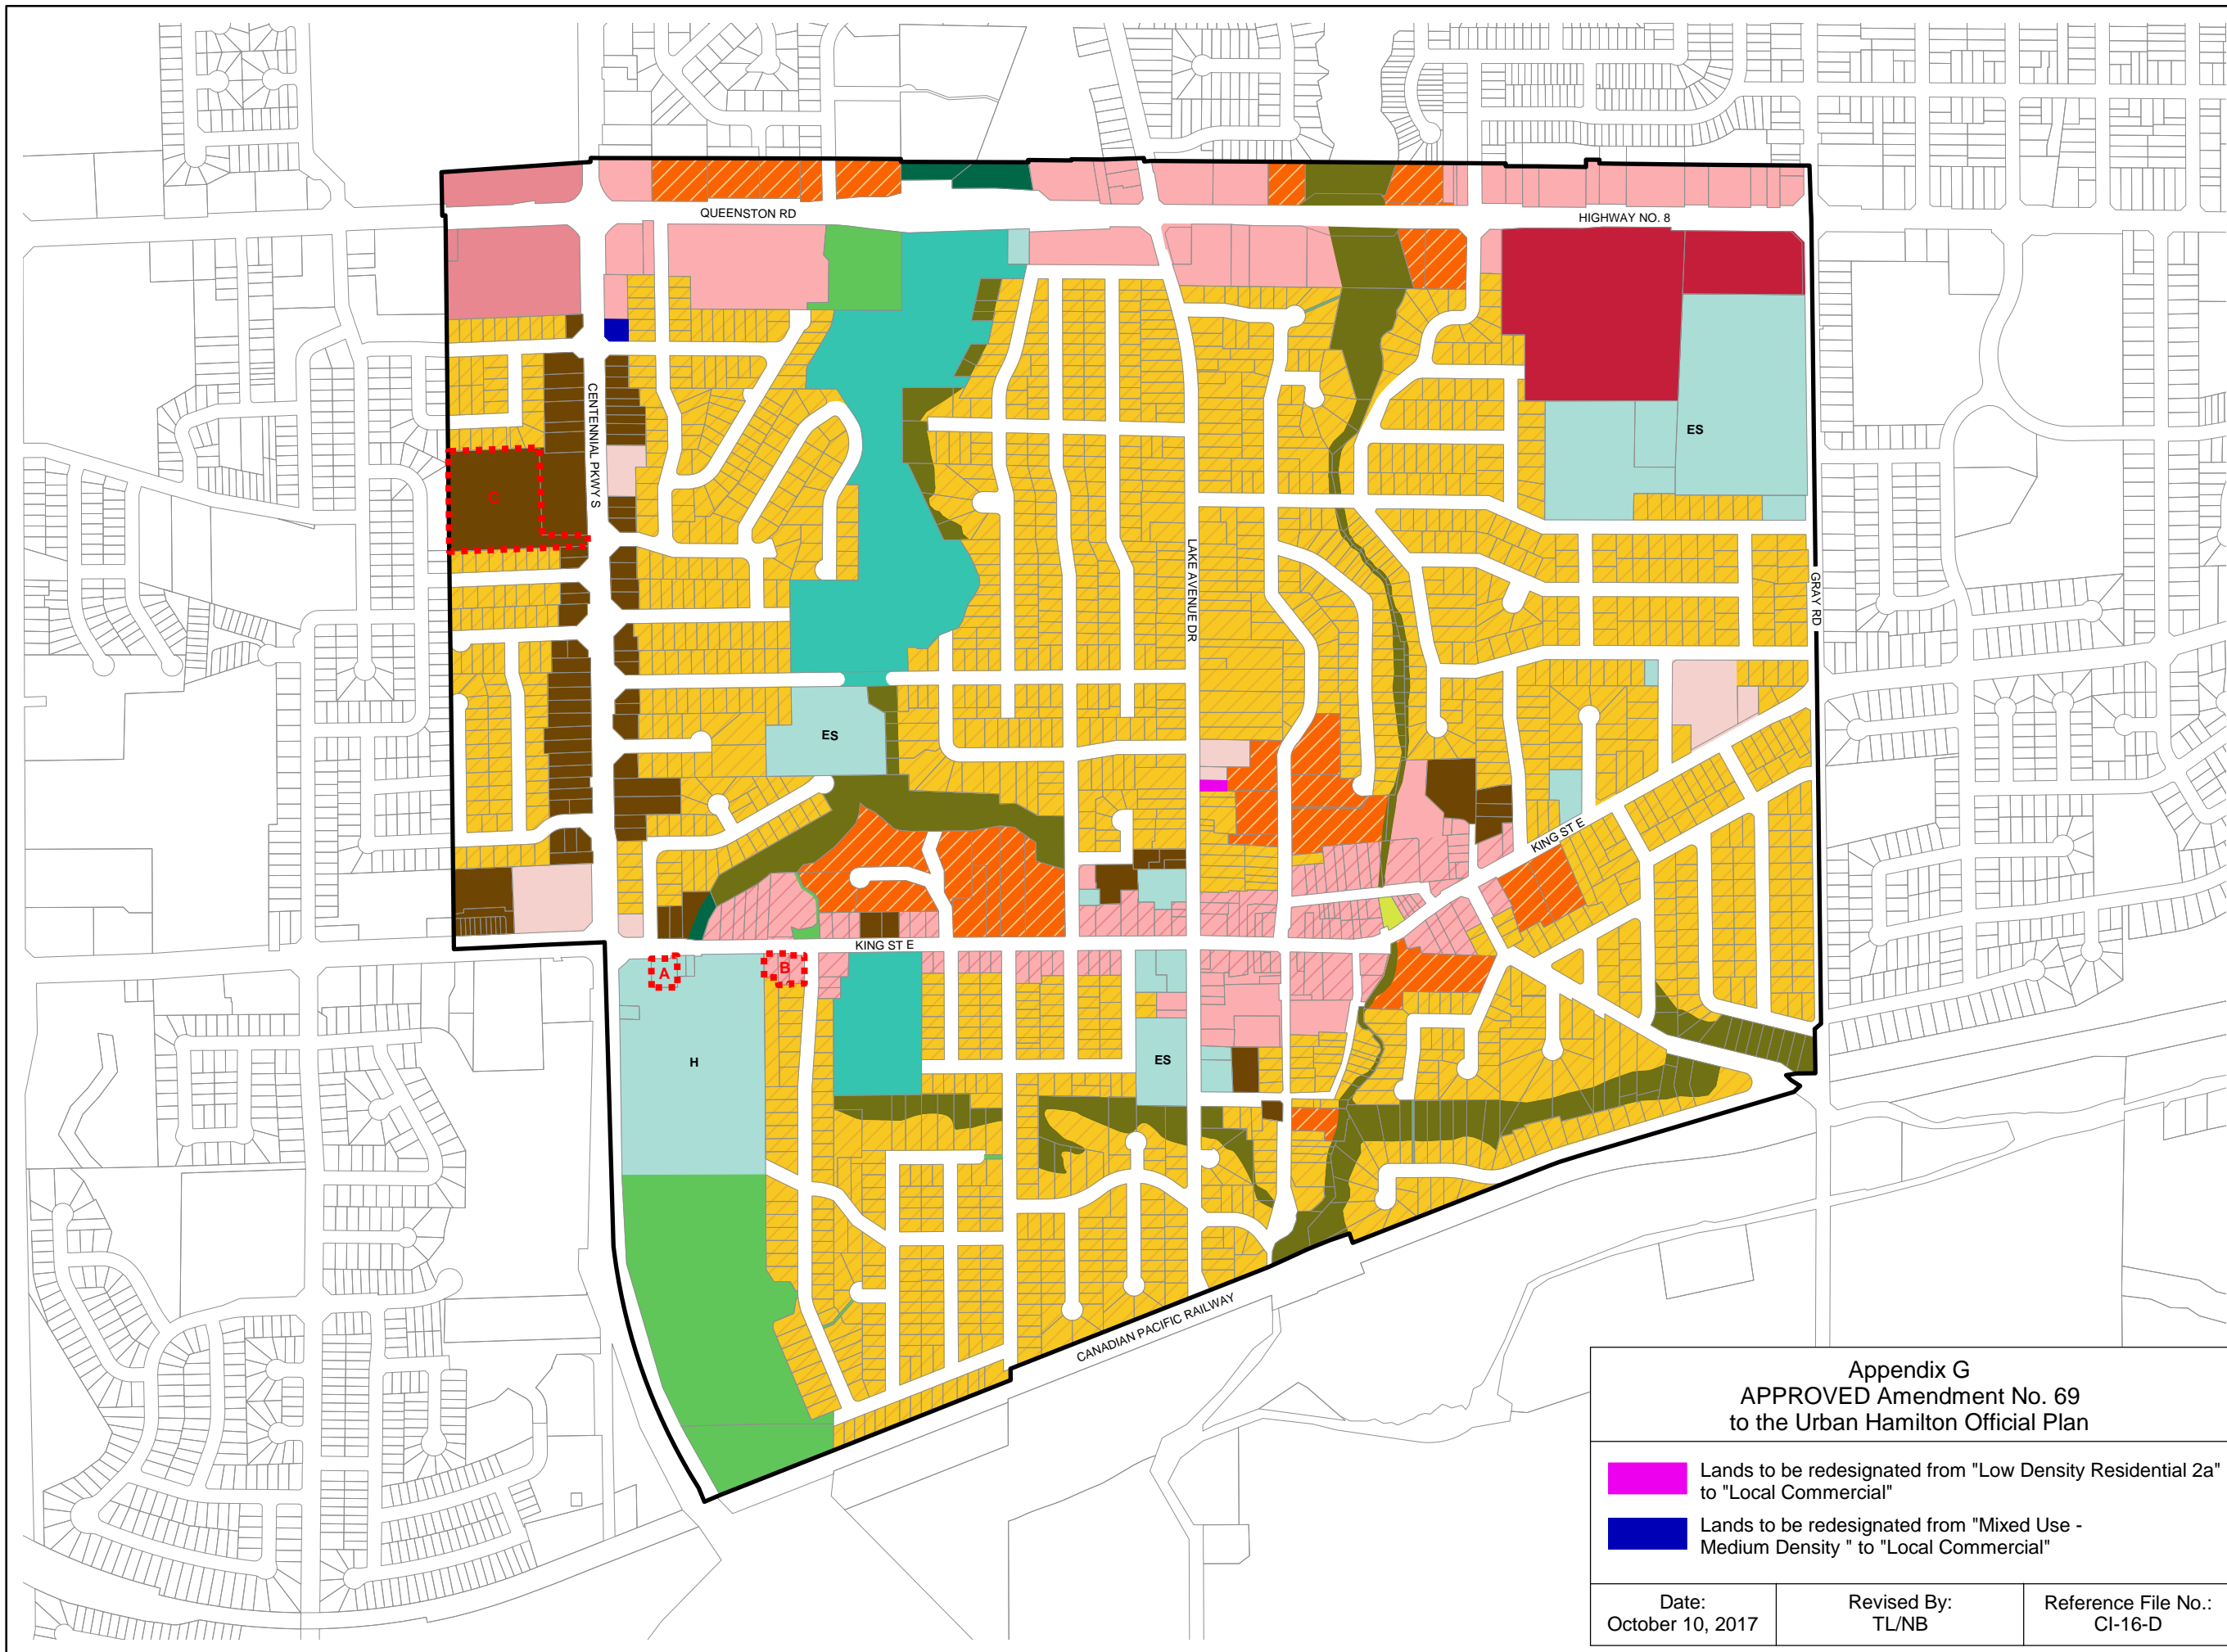 QUEENSTON RD
HIGHWAY NO. 8
CENTENNIAL PKWY S
ES
C
LAKE AVENUE DR
GRAY RD
ES
KING ST E
KING ST E
A
B
H
ES
CANADIAN PACIFIC RAILWAY
Appendix G
APPROVED Amendment No. 69
to the Urban Hamilton Official Plan
Lands to be redesignated from "Low Density Residential 2a"
to "Local Commercial"
Lands to be redesignated from "Mixed Use -
Medium Density " to "Local Commercial"
Date:
October 10, 2017
Revised By:
TL/NB
Reference File No.:
CI-16-D